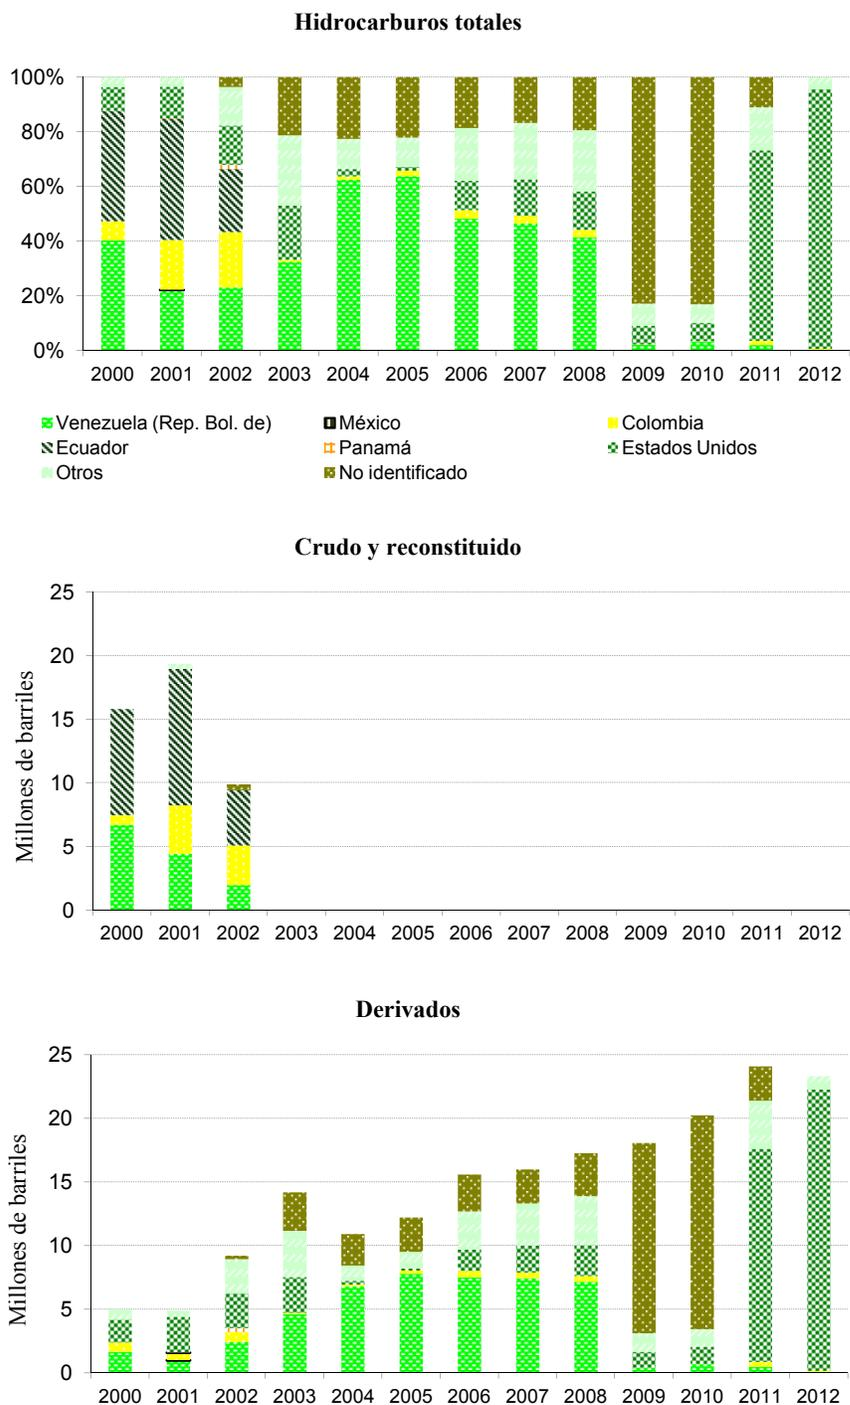 Hidrocarburos totales
100%
80%
60%
40%
20%
0%
2000 2001 2002 2003 2004 2005 2006 2007 2008 2009 2010 2011 2012
Venezuela (Rep. Bol. de) México Colombia
Ecuador Panamá Estados Unidos
Otros No identificado
Crudo y reconstituido
Millones de barriles
25
20
15
10
5
0
2000 2001 2002 2003 2004 2005 2006 2007 2008 2009 2010 2011 2012
Derivados
Millones de barriles
25
20
15
10
5
0
2000 2001 2002 2003 2004 2005 2006 2007 2008 2009 2010 2011 2012